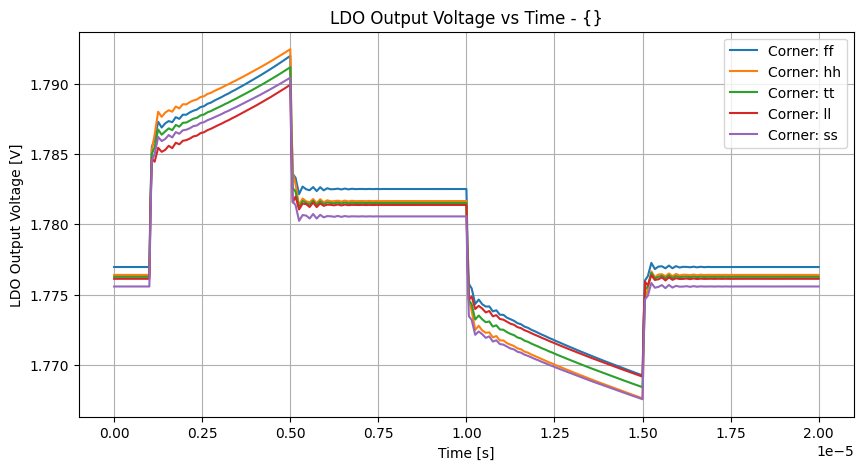 LDO Output Voltage vs Time - {}
LDO Output Voltage [V]
1.790
1.785
1.780
1.775
1.770
Corner: ff
Corner: hh
Corner: tt
Corner: ll
Corner: ss
0.00 0.25 0.50 0.75 1.00 1.25 1.50 1.75 2.00
1e−5
Time [s]